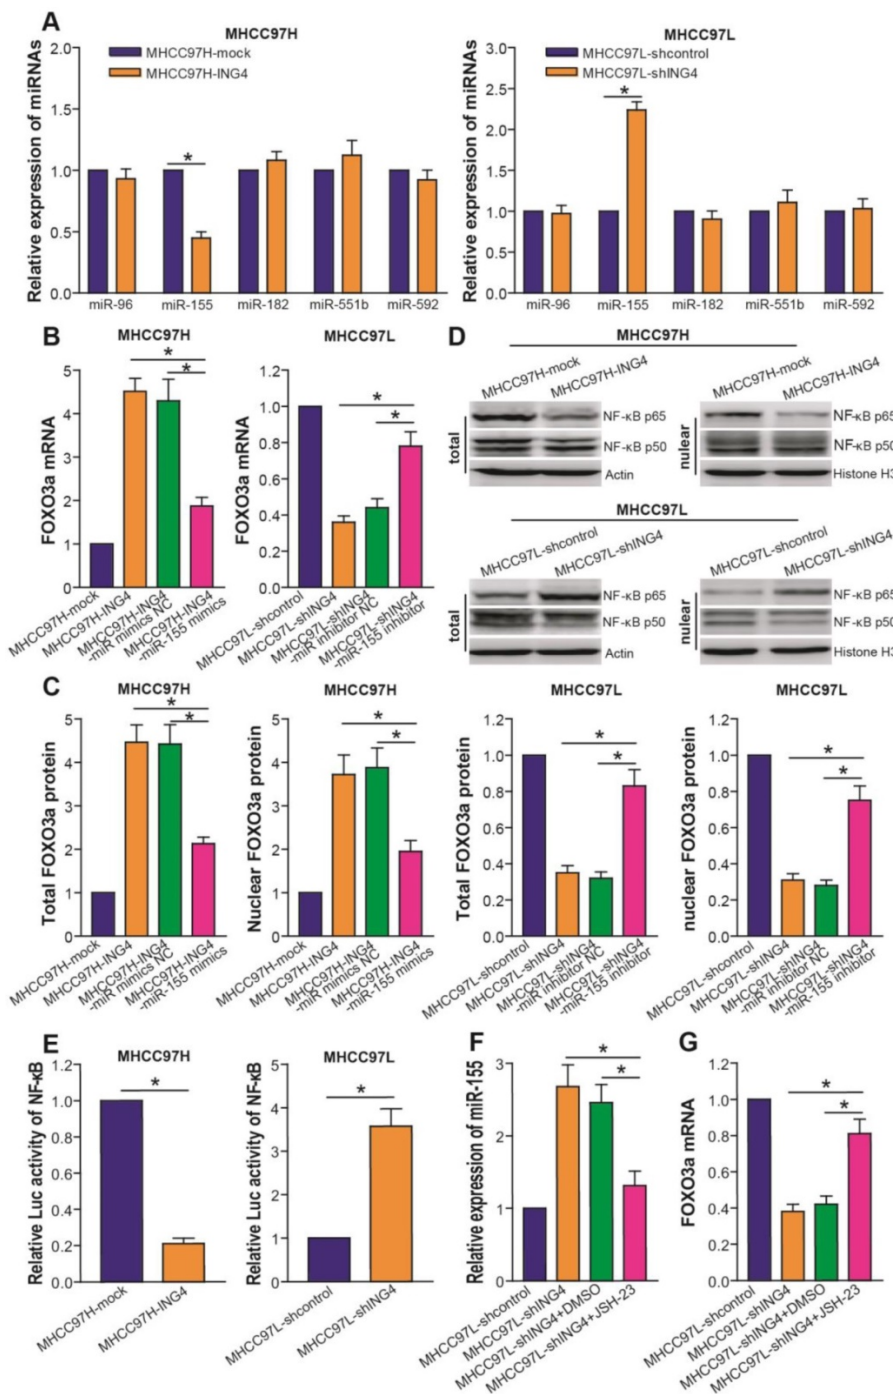 A
MHCC97H
MHCC97H-mock
MHCC97H-ING4
Relative expression of miRNAs
2.0
1.5
1.0
0.5
0.0
miR-96
miR-155
miR-182
miR-551b
miR-592
*
MHCC97L
MHCC97L-shcontrol
MHCC97L-shING4
Relative expression of miRNAs
3.0
2.5
2.0
1.5
1.0
0.5
0.0
miR-96
miR-155
miR-182
miR-551b
miR-592
*
B
MHCC97H
FOXO3a mRNA
5
4
3
2
1
0
*
*
MHCC97H-mock
MHCC97H-ING4
MHCC97H-ING4
-miR mimics NC
MHCC97H-ING4
-miR-155 mimics
MHCC97L
FOXO3a mRNA
1.2
1.0
0.8
0.6
0.4
0.2
0.0
*
*
MHCC97L-shcontrol
MHCC97L-shING4
MHCC97L-shING4
-miR inhibitor NC
MHCC97L-shING4
-miR-155 inhibitor
D
MHCC97H
MHCC97H-mock
MHCC97H-ING4
total
NF-κB p65
NF-κB p50
Actin
MHCC97H-mock
MHCC97H-ING4
nulear
NF-κB p65
NF-κB p50
Histone H3
MHCC97L
MHCC97L-shcontrol
MHCC97L-shING4
total
NF-κB p65
NF-κB p50
Actin
MHCC97L-shcontrol
MHCC97L-shING4
nulear
NF-κB p65
NF-κB p50
Histone H3
C
MHCC97H
Total FOXO3a protein
5
4
3
2
1
0
*
*
MHCC97H-mock
MHCC97H-ING4
MHCC97H-ING4
-miR mimics NC
MHCC97H-ING4
-miR-155 mimics
MHCC97H
Nuclear FOXO3a protein
5
4
3
2
1
0
*
*
MHCC97H-mock
MHCC97H-ING4
MHCC97H-ING4
-miR mimics NC
MHCC97H-ING4
-miR-155 mimics
MHCC97L
Total FOXO3a protein
1.2
1.0
0.8
0.6
0.4
0.2
0.0
*
*
MHCC97L-shcontrol
MHCC97L-shING4
MHCC97L-shING4
-miR inhibitor NC
MHCC97L-shING4
-miR-155 inhibitor
MHCC97L
nuclear FOXO3a protein
1.2
1.0
0.8
0.6
0.4
0.2
0.0
*
*
MHCC97L-shcontrol
MHCC97L-shING4
MHCC97L-shING4
-miR inhibitor NC
MHCC97L-shING4
-miR-155 inhibitor
E
MHCC97H
Relative Luc activity of NF-κB
1.2
1.0
0.8
0.6
0.4
0.2
0.0
*
MHCC97H-mock
MHCC97H-ING4
MHCC97L
Relative Luc activity of NF-κB
5
4
3
2
1
0
*
MHCC97L-shcontrol
MHCC97L-shING4
F
Relative expression of miR-155
3
2
1
0
*
*
MHCC97L-shcontrol
MHCC97L-shING4
MHCC97L-shING4+DMSO
MHCC97L-shING4+JSH-23
G
FOXO3a mRNA
1.2
1.0
0.8
0.6
0.4
0.2
0.0
*
*
MHCC97L-shcontrol
MHCC97L-shING4
MHCC97L-shING4+DMSO
MHCC97L-shING4+JSH-23